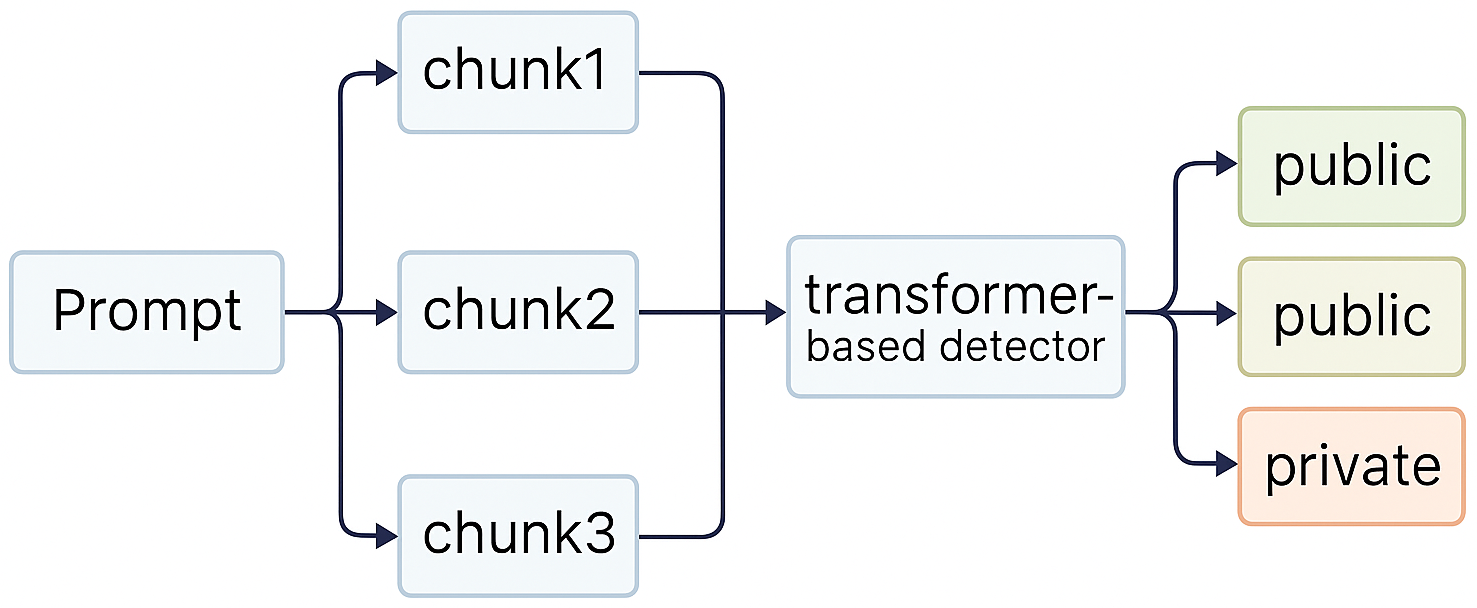 Prompt
chunk1
chunk2
chunk3
transformer-
based detector
public
public
private